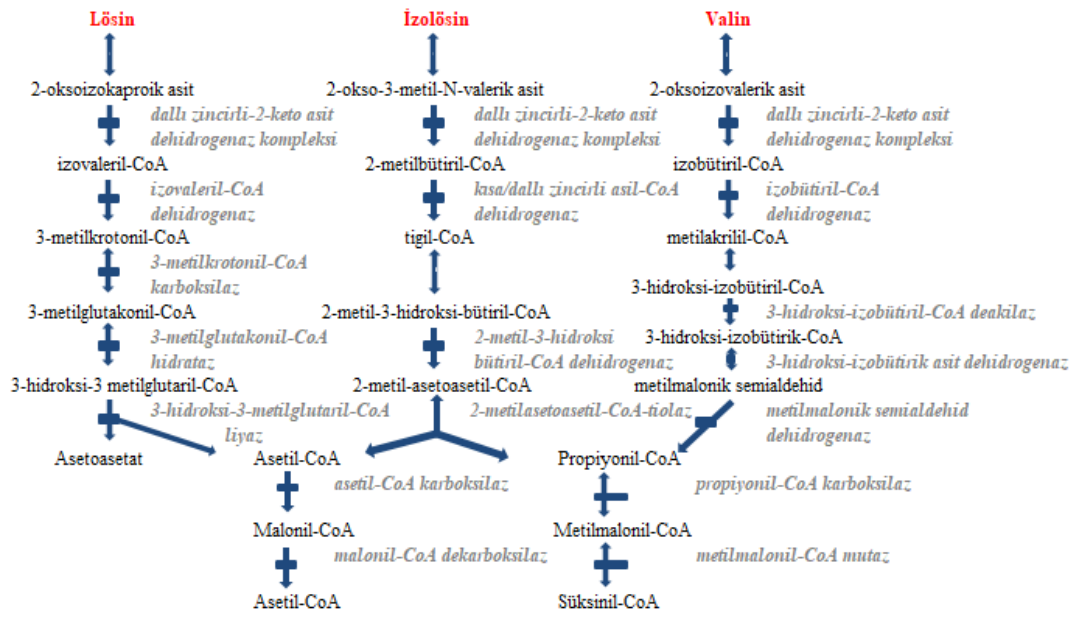 Lösin İzolösin Valin
2-oksoizokaproik asit 2-okso-3-metil-N-valerik asit 2-oksoizovalerik asit
dallı zincirli-2-keto asit dallı zincirli-2-keto asit dallı zincirli-2-keto asit
dehidrogenaz kompleksi dehidrogenaz kompleksi dehidrogenaz kompleksi
izovaleril-CoA 2-metilbütiril-CoA izobütiril-CoA
izovaleril-CoA kısa/dallı zincirli asil-CoA izobütiril-CoA
dehidrogenaz dehidrogenaz dehidrogenaz
3-metilkrotonil-CoA tigil-CoA metilakrilil-CoA
3-metilkrotonil-CoA
karboksilaz 3-hidroksi-izobütiril-CoA
3-metilglutakonil-CoA 2-metil-3-hidroksi-bütiril-CoA 3-hidroksi-izobütiril-CoA deakilaz
3-metilglutakonil-CoA 2-metil-3-hidroksi 3-hidroksi-izobütirik-CoA
hidrataz bütiril-CoA dehidrogenaz 3-hidroksi-izobütirik asit dehidrogenaz
3-hidroksi-3 metilglutaril-CoA 2-metil-asetoasetil-CoA metilmalonik semialdehid
3-hidroksi-3-metilglutaril-CoA 2-metilasetoasetil-CoA-tiolaz metilmalonik semialdehid
liyaz dehidrogenaz
Asetoasetat Asetil-CoA Propiyonil-CoA
asetil-CoA karboksilaz propiyonil-CoA karboksilaz
Malonil-CoA Metilmalonil-CoA
malonil-CoA dekarboksilaz metilmalonil-CoA mutaz
Asetil-CoA Süksinil-CoA